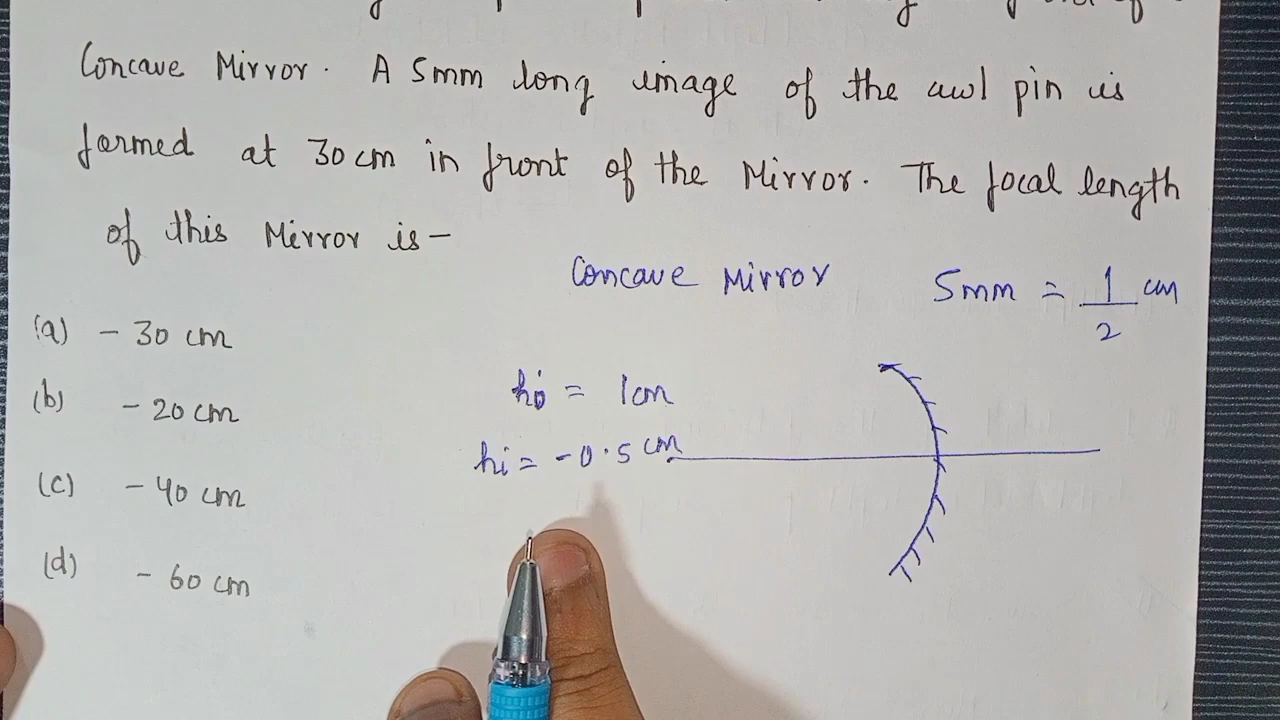 Concave Mirror. A 5mm long image of the awl pin is
formed at 30 cm in front of the Mirror. The focal length
of this Mirror is -
Concave Mirror
5mm = 1/2 cm
(a) - 30 cm
(b) - 20 cm
(c) - 40 cm
(d) - 60 cm
ho = 1cm
hi = -0.5 cm